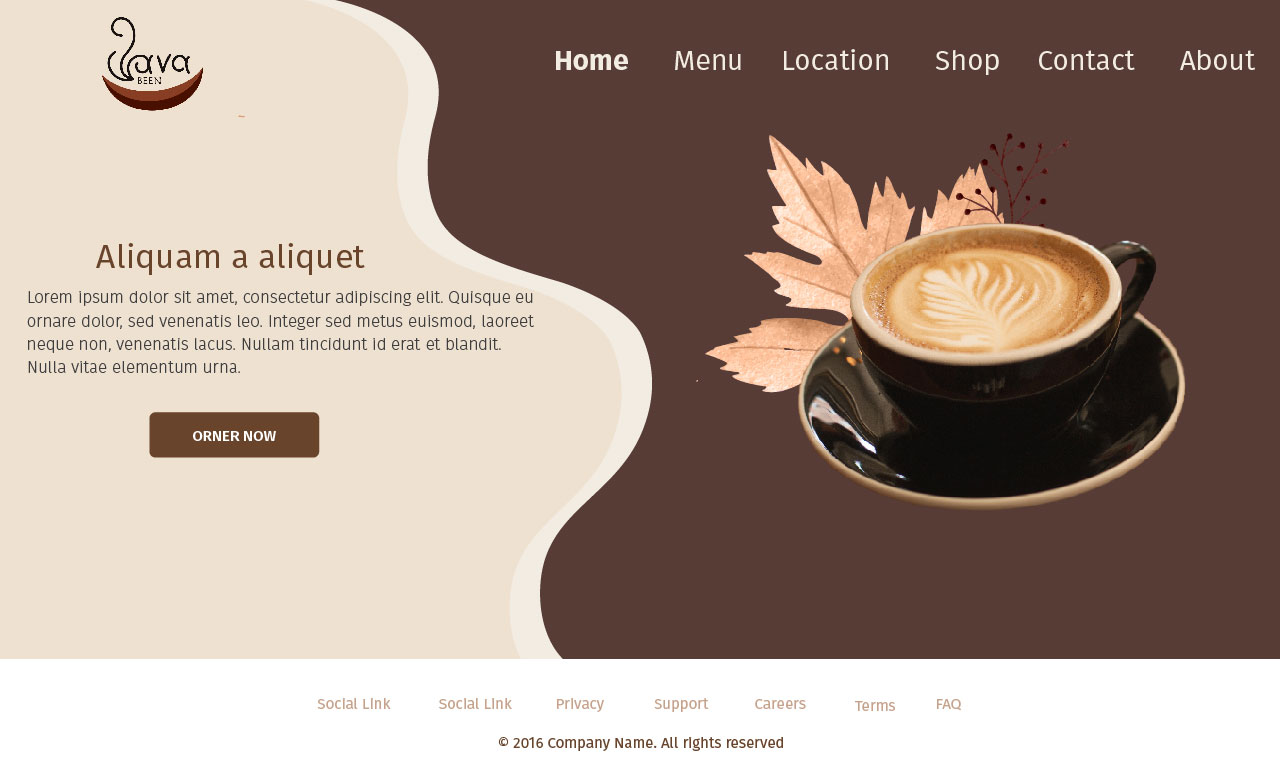 Java
BEEN
Home Menu Location Shop Contact About
Aliquam a aliquet
Lorem ipsum dolor sit amet, consectetur adipiscing elit. Quisque eu
ornare dolor, sed venenatis leo. Integer sed metus euismod, laoreet
neque non, venenatis lacus. Nullam tincidunt id erat et blandit.
Nulla vitae elementum urna.
ORNER NOW
Social Link Social Link Privacy Support Careers Terms FAQ
© 2016 Company Name. All rights reserved